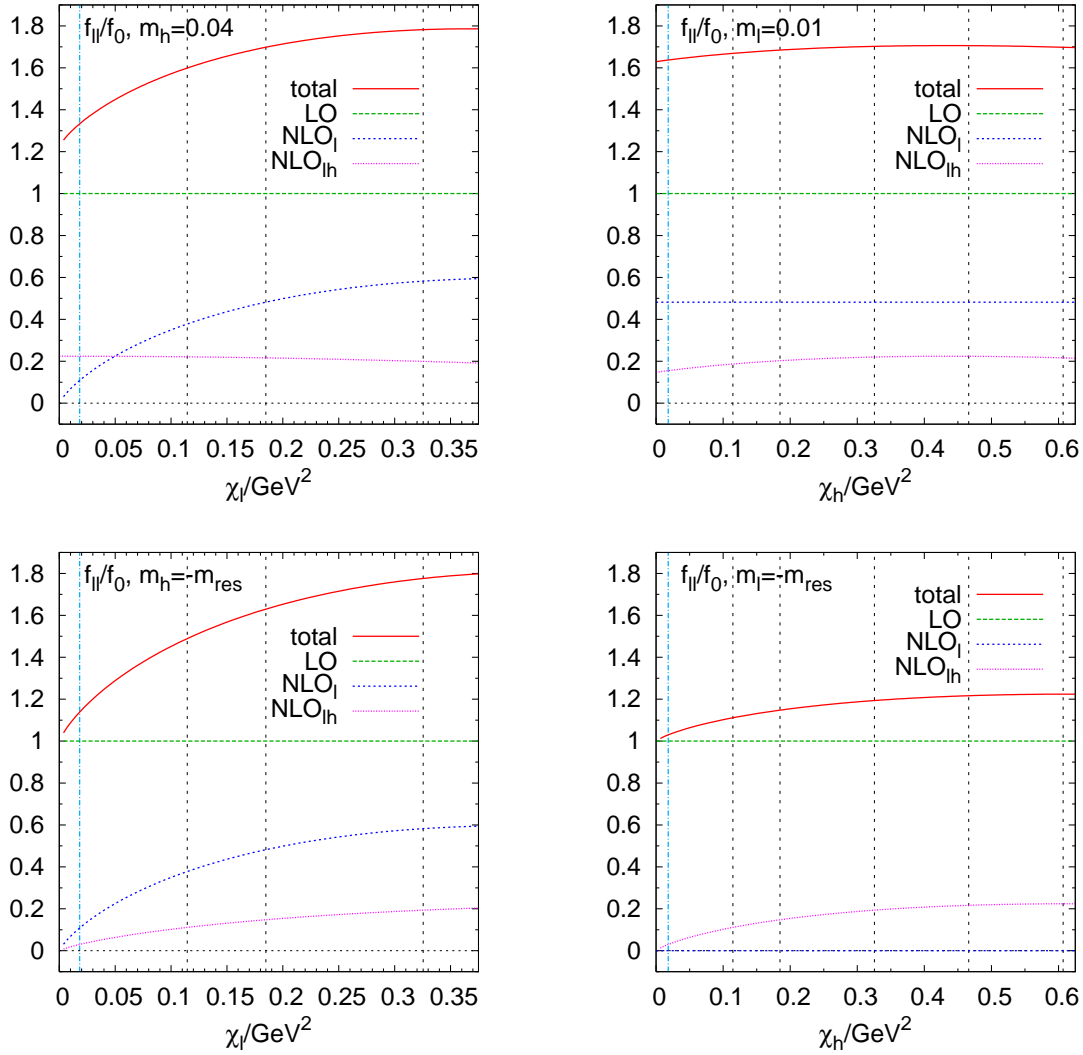 f_ll/f_0, m_h=0.04
total
LO
NLO_l
NLO_lh
1.8
1.6
1.4
1.2
1
0.8
0.6
0.4
0.2
0
0 0.05 0.1 0.15 0.2 0.25 0.3 0.35
χ_l/GeV^2
f_ll/f_0, m_l=0.01
total
LO
NLO_l
NLO_lh
1.8
1.6
1.4
1.2
1
0.8
0.6
0.4
0.2
0
0 0.1 0.2 0.3 0.4 0.5 0.6
χ_h/GeV^2
f_ll/f_0, m_h=-m_res
total
LO
NLO_l
NLO_lh
1.8
1.6
1.4
1.2
1
0.8
0.6
0.4
0.2
0
0 0.05 0.1 0.15 0.2 0.25 0.3 0.35
χ_l/GeV^2
f_ll/f_0, m_l=-m_res
total
LO
NLO_l
NLO_lh
1.8
1.6
1.4
1.2
1
0.8
0.6
0.4
0.2
0
0 0.1 0.2 0.3 0.4 0.5 0.6
χ_h/GeV^2